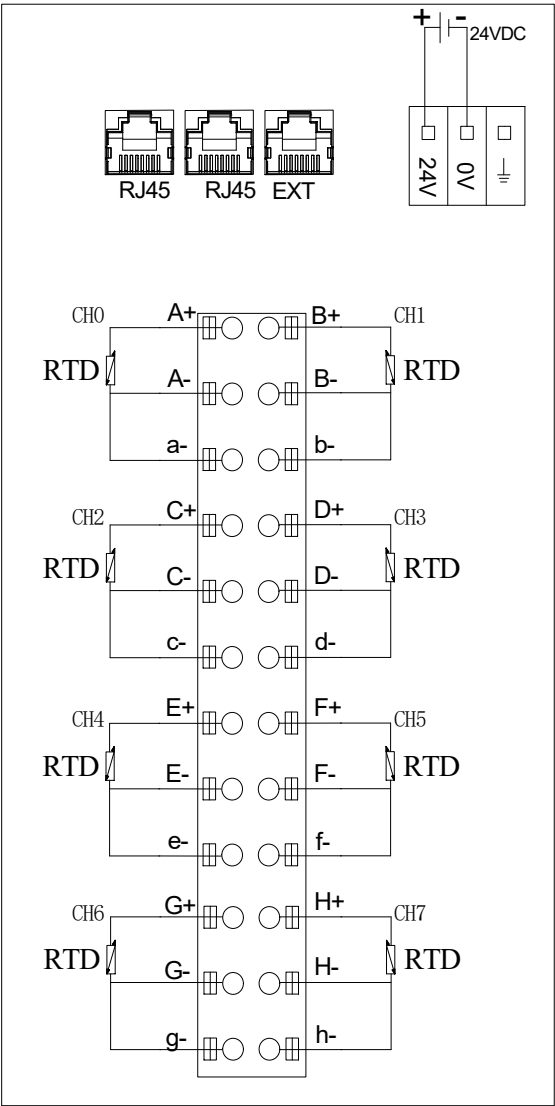 + - 24VDC
RJ45 RJ45 EXT
24V 0V
CH0 A+ B+ CH1
RTD A- B- RTD
a- b-
CH2 C+ D+ CH3
RTD C- D- RTD
c- d-
CH4 E+ F+ CH5
RTD E- F- RTD
e- f-
CH6 G+ H+ CH7
RTD G- H- RTD
g- h-